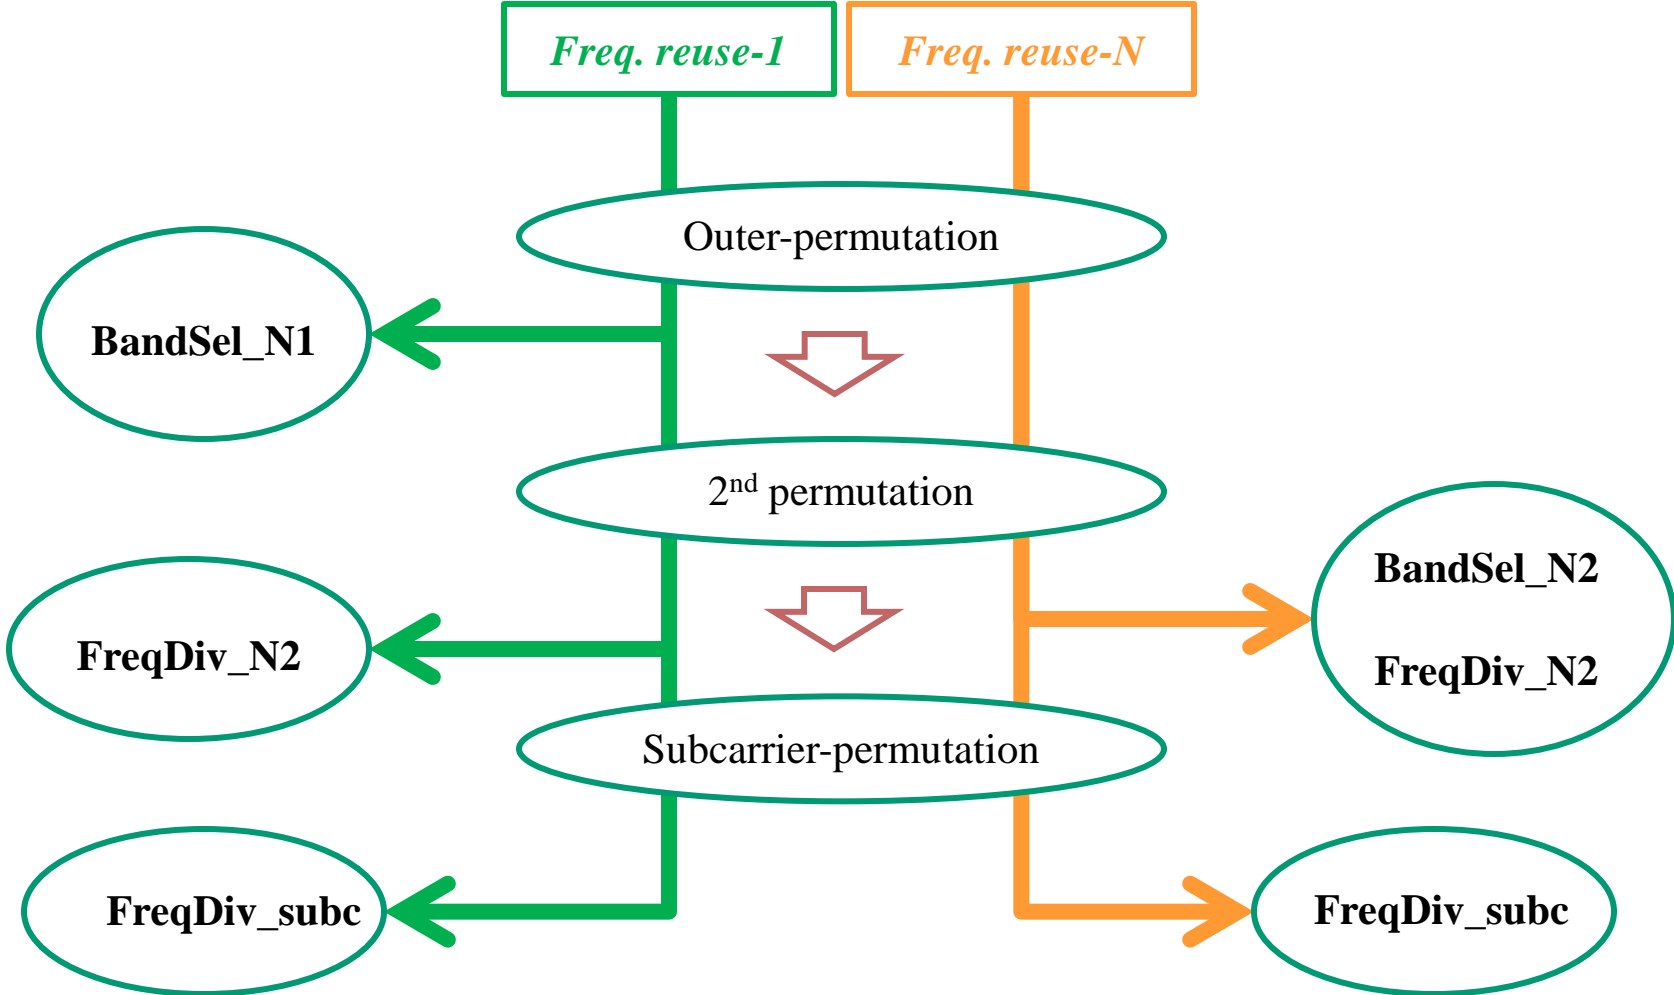 Freq. reuse-1
Freq. reuse-N
Outer-permutation
BandSel_N1
2nd permutation
BandSel_N2
FreqDiv_N2
FreqDiv_N2
Subcarrier-permutation
FreqDiv_subc
FreqDiv_subc